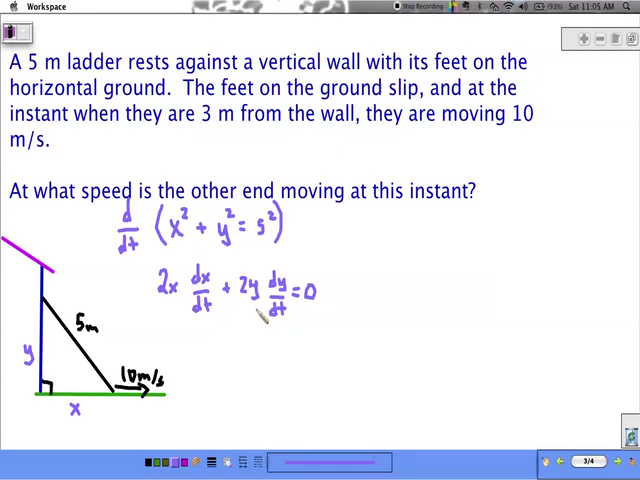 Workspace
Stop Recording
(93%)
Sat 11:05 AM
A 5 m ladder rests against a vertical wall with its feet on the
horizontal ground. The feet on the ground slip, and at the
instant when they are 3 m from the wall, they are moving 10
m/s.
At what speed is the other end moving at this instant?
d/dt (x² + y² = 5²)
2x dx/dt + 2y dy/dt = 0
5m
y
10m/s
x
3/4